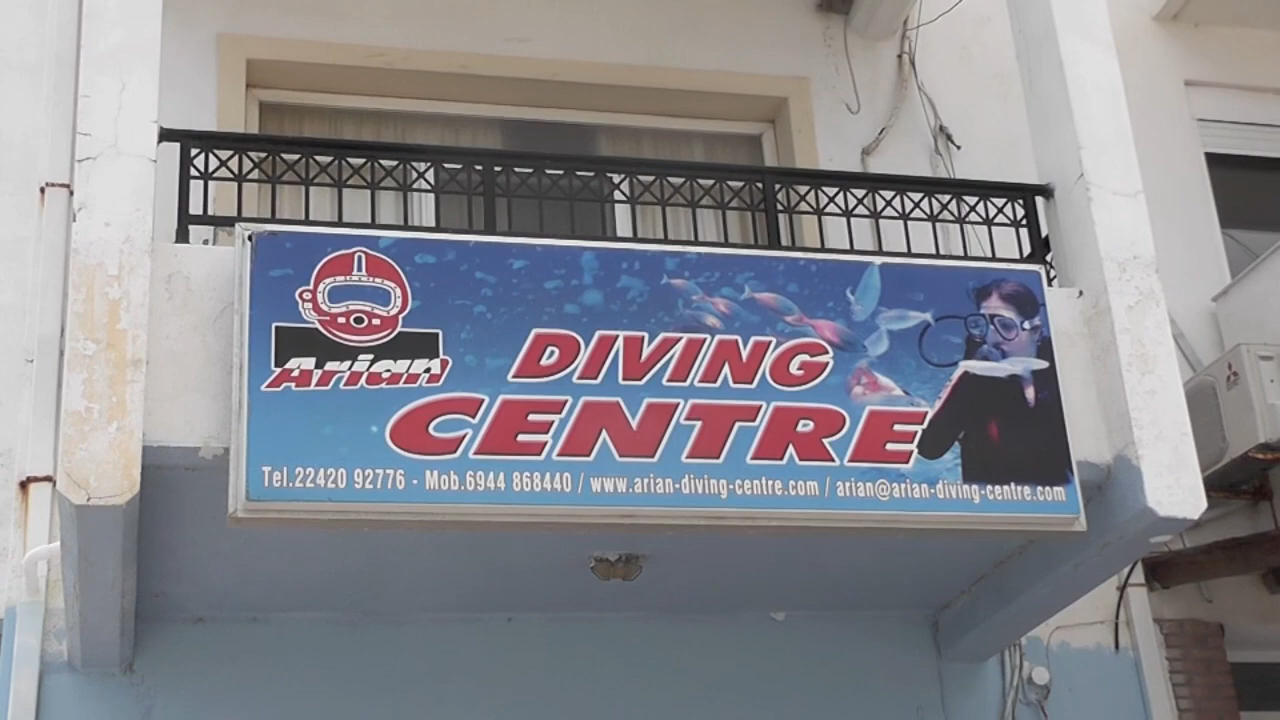 Arian
DIVING
CENTRE
Tel.22420 92776 - Mob.6944 868440 / www.arian-diving-centre.com / arian@arian-diving-centre.com